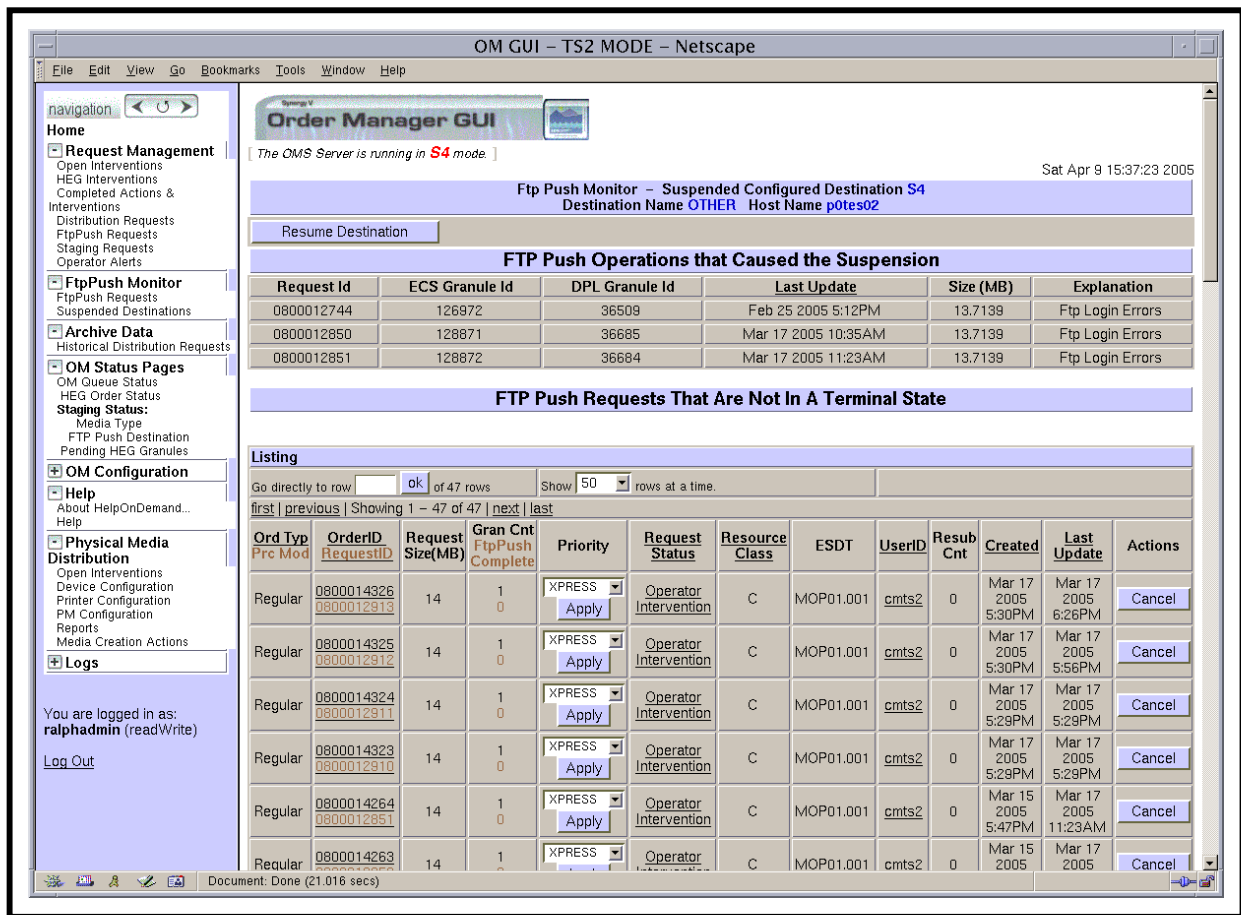 OM GUI – TS2 MODE – Netscape
File Edit View Go Bookmarks Tools Window Help
navigation
Home
Request Management
Open Interventions
HEG Interventions
Completed Actions &
Interventions
Distribution Requests
FtpPush Requests
Staging Requests
Operator Alerts
FtpPush Monitor
FtpPush Requests
Suspended Destinations
Archive Data
Historical Distribution Requests
OM Status Pages
OM Queue Status
HEG Order Status
Staging Status:
Media Type
FTP Push Destination
Pending HEG Granules
OM Configuration
Help
About HelpOnDemand...
Help
Physical Media
Distribution
Open Interventions
Device Configuration
Printer Configuration
PM Configuration
Reports
Media Creation Actions
Logs
You are logged in as:
ralphadmin (readWrite)
Log Out
Synergy V
Order Manager GUI
[ The OMS Server is running in S4 mode. ]
Sat Apr 9 15:37:23 2005
Ftp Push Monitor – Suspended Configured Destination S4
Destination Name OTHER Host Name p0tes02
Resume Destination
FTP Push Operations that Caused the Suspension
Request Id ECS Granule Id DPL Granule Id Last Update Size (MB) Explanation
0800012744 126972 36509 Feb 25 2005 5:12PM 13.7139 Ftp Login Errors
0800012850 128871 36685 Mar 17 2005 10:35AM 13.7139 Ftp Login Errors
0800012851 128872 36684 Mar 17 2005 11:23AM 13.7139 Ftp Login Errors
FTP Push Requests That Are Not In A Terminal State
Listing
Go directly to row ok of 47 rows Show 50 rows at a time.
first | previous | Showing 1 – 47 of 47 | next | last
Ord Typ Prc Mod OrderID RequestID Request Size(MB) Gran Cnt FtpPush Complete Priority Request Status Resource Class ESDT UserID Resub Cnt Created Last Update Actions
Regular 0800014326 0800012913 14 1 0 XPRESS Apply Operator Intervention C MOP01.001 cmts2 0 Mar 17 2005 5:30PM Mar 17 2005 6:26PM Cancel
Regular 0800014325 0800012912 14 1 0 XPRESS Apply Operator Intervention C MOP01.001 cmts2 0 Mar 17 2005 5:30PM Mar 17 2005 5:56PM Cancel
Regular 0800014324 0800012911 14 1 0 XPRESS Apply Operator Intervention C MOP01.001 cmts2 0 Mar 17 2005 5:29PM Mar 17 2005 5:29PM Cancel
Regular 0800014323 0800012910 14 1 0 XPRESS Apply Operator Intervention C MOP01.001 cmts2 0 Mar 17 2005 5:29PM Mar 17 2005 5:29PM Cancel
Regular 0800014264 0800012851 14 1 0 XPRESS Apply Operator Intervention C MOP01.001 cmts2 0 Mar 15 2005 5:47PM Mar 17 2005 11:23AM Cancel
Regular 0800014263 14 1 XPRESS Operator Intervention C MOP01.001 cmts2 0 Mar 15 2005 Mar 17 2005 Cancel
Document: Done (21.016 secs)